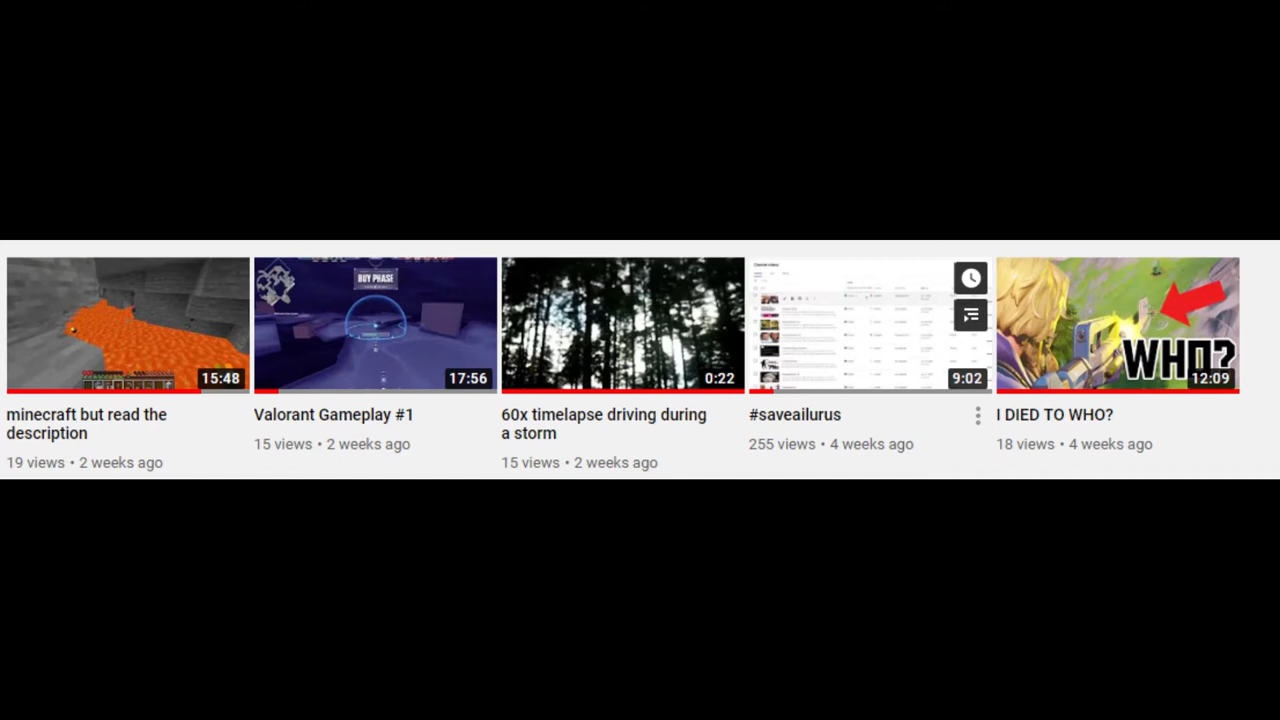 BUY PHASE
WHO?
15:48
17:56
0:22
9:02
12:09
minecraft but read the
description
19 views • 2 weeks ago
Valorant Gameplay #1
15 views • 2 weeks ago
60x timelapse driving during
a storm
15 views • 2 weeks ago
#saveailurus
255 views • 4 weeks ago
I DIED TO WHO?
18 views • 4 weeks ago